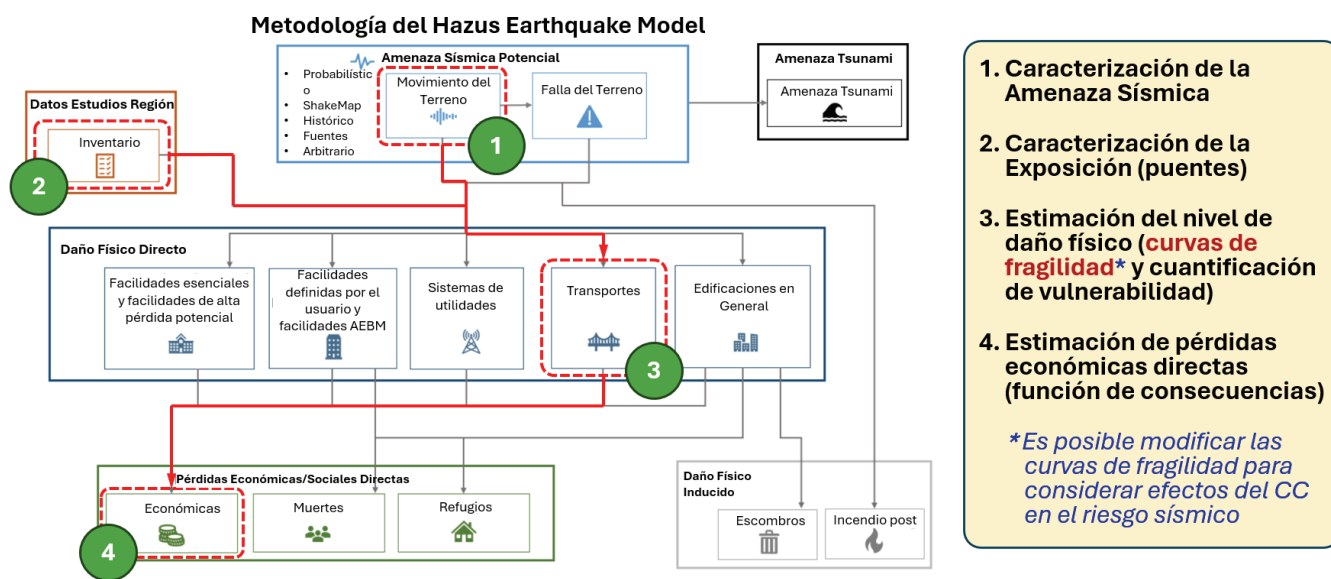 Metodología del Hazus Earthquake Model
Amenaza Sísmica Potencial
• Probabilístic
o
• ShakeMap
• Histórico
• Fuentes
• Arbitrario
Movimiento del
Terreno
1
Falla del Terreno
Amenaza Tsunami
Amenaza Tsunami
Datos Estudios Región
Inventario
2
Daño Físico Directo
Facilidades esenciales
y facilidades de alta
pérdida potencial
Facilidades
definidas por el
usuario y
facilidades AEBM
Sistemas de
utilidades
Transportes
3
Edificaciones en
General
Pérdidas Económicas/Sociales Directas
Económicas
4
Muertes
Refugios
Daño Físico
Inducido
Escombros
Incendio post
1. Caracterización de la
Amenaza Sísmica
2. Caracterización de la
Exposición (puentes)
3. Estimación del nivel de
daño físico (curvas de
fragilidad* y cuantificación
de vulnerabilidad)
4. Estimación de pérdidas
económicas directas
(función de consecuencias)
*Es posible modificar las
curvas de fragilidad para
considerar efectos del CC
en el riesgo sísmico